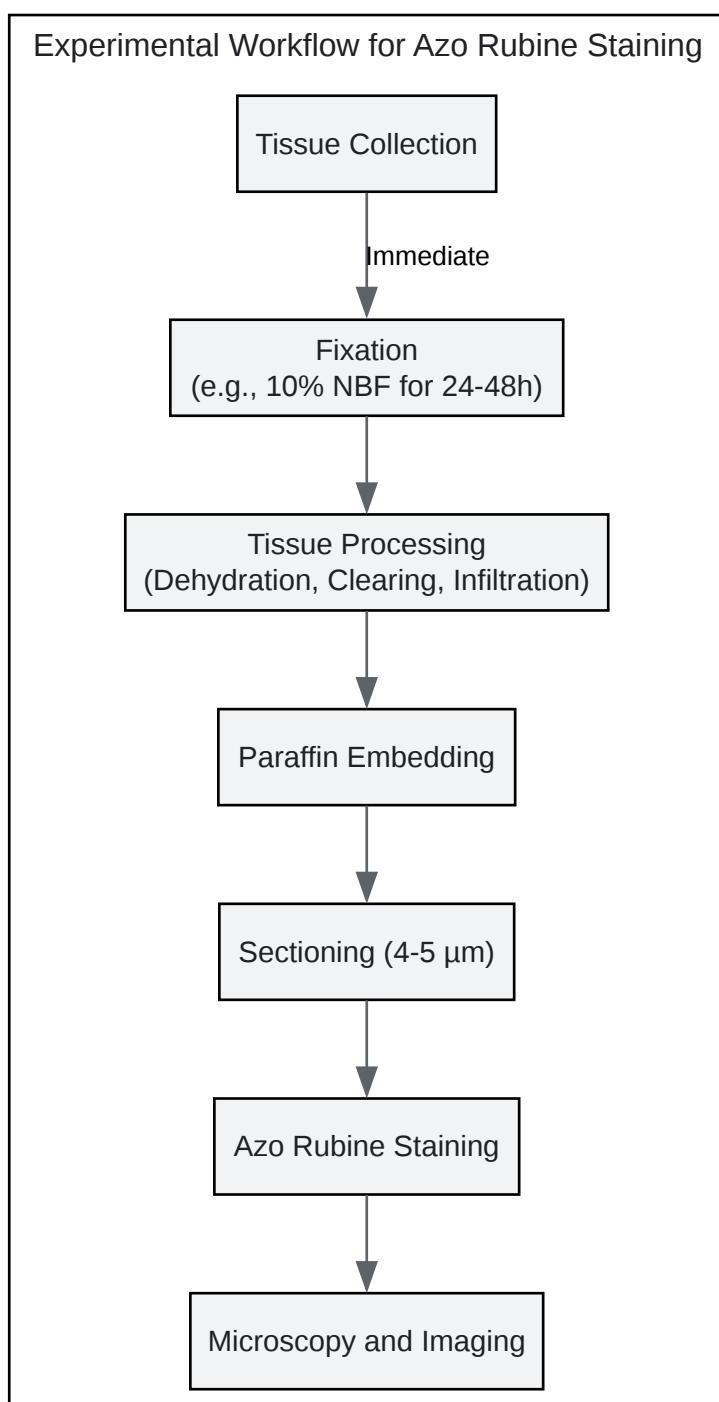 Experimental Workflow for Azo Rubine Staining
Tissue Collection
Immediate
Fixation
(e.g., 10% NBF for 24-48h)
Tissue Processing
(Dehydration, Clearing, Infiltration)
Paraffin Embedding
Sectioning (4-5 µm)
Azo Rubine Staining
Microscopy and Imaging